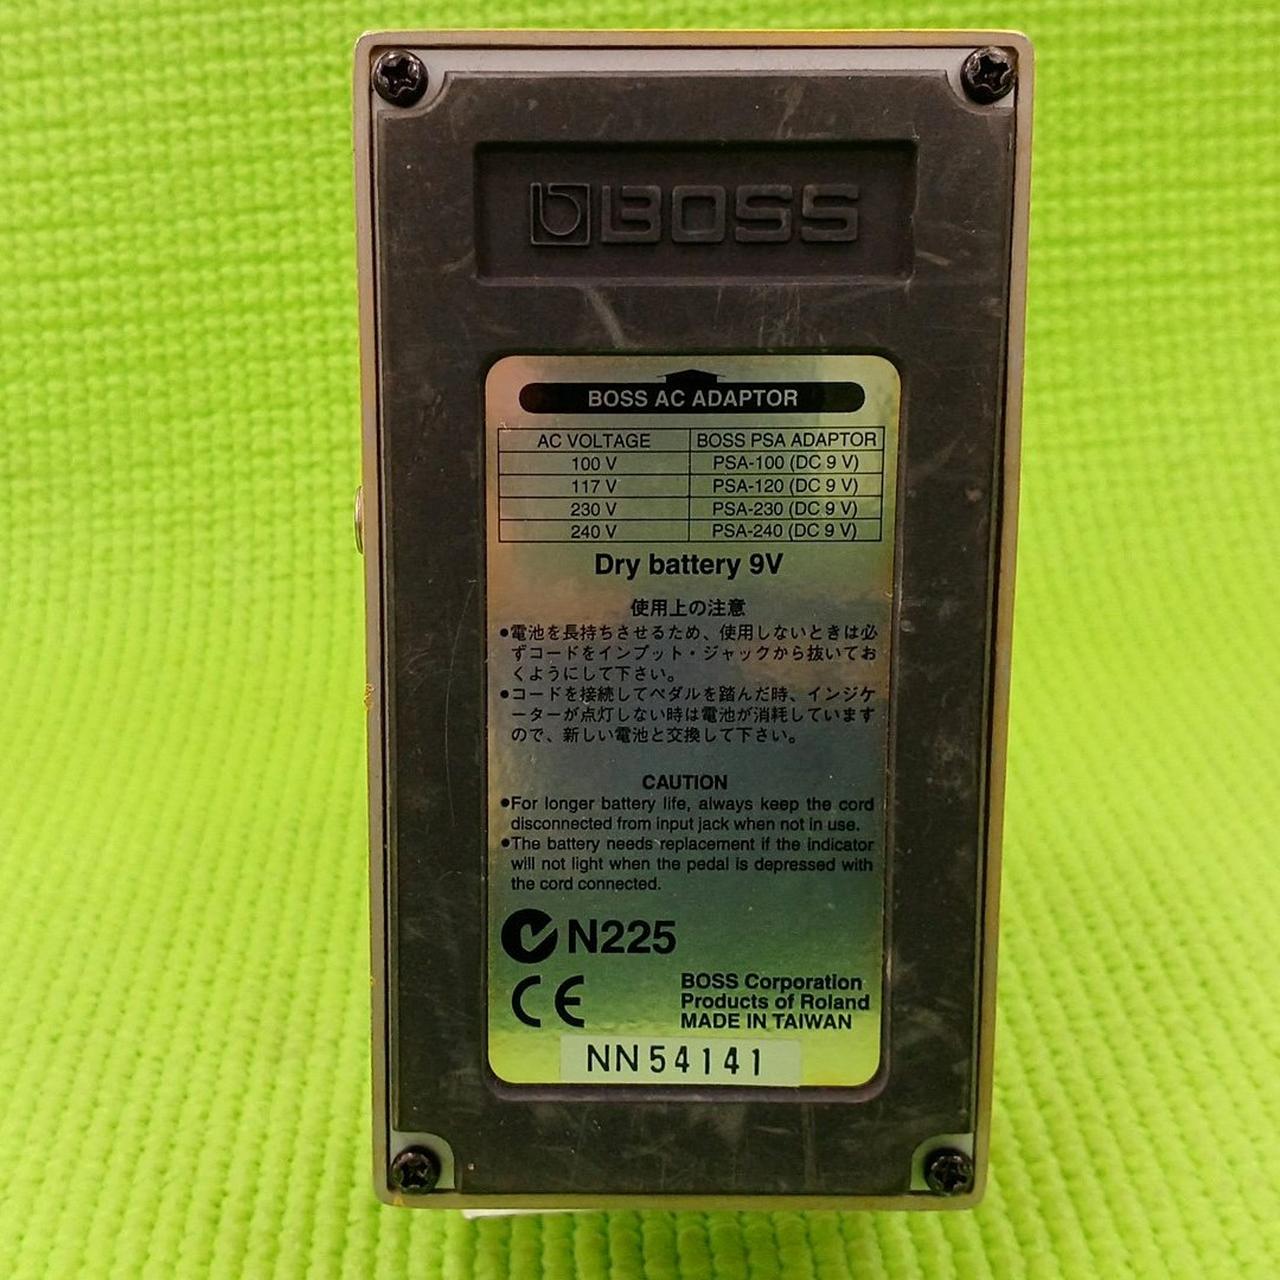 BOSS
BOSS AC ADAPTOR
AC VOLTAGE BOSS PSA ADAPTOR
100 V PSA-100 (DC 9 V)
117 V PSA-120 (DC 9 V)
230 V PSA-230 (DC 9 V)
240 V PSA-240 (DC 9 V)
Dry battery 9V
使用上の注意
●電池を長持ちさせるため、使用しないときは必
ずコードをインプット・ジャックから抜いてお
くようにして下さい。
●コードを接続してペダルを踏んだ時、インジケ
ーターが点灯しない時は電池が消耗しています
ので、新しい電池と交換して下さい。
CAUTION
●For longer battery life, always keep the cord
disconnected from input jack when not in use.
●The battery needs replacement if the indicator
will not light when the pedal is depressed with
the cord connected.
N225
CE
BOSS Corporation
Products of Roland
MADE IN TAIWAN
NN54141